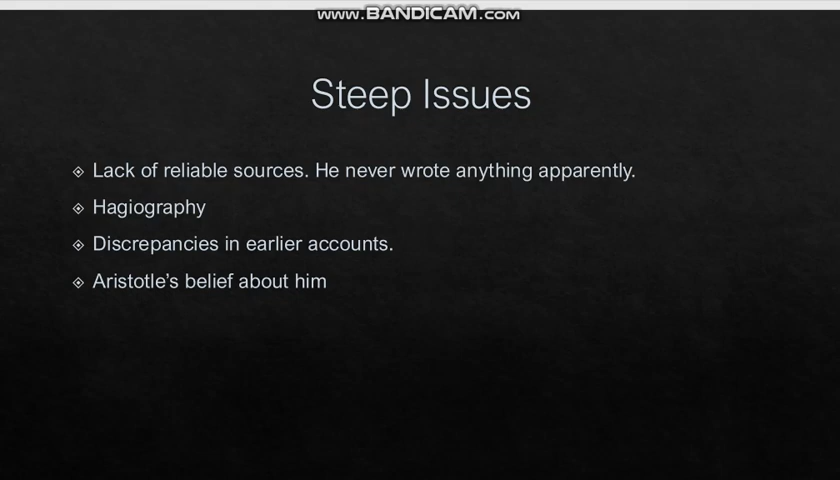 www.BANDICAM.com
Steep Issues
Lack of reliable sources. He never wrote anything apparently.
Hagiography
Discrepancies in earlier accounts.
Aristotle's belief about him